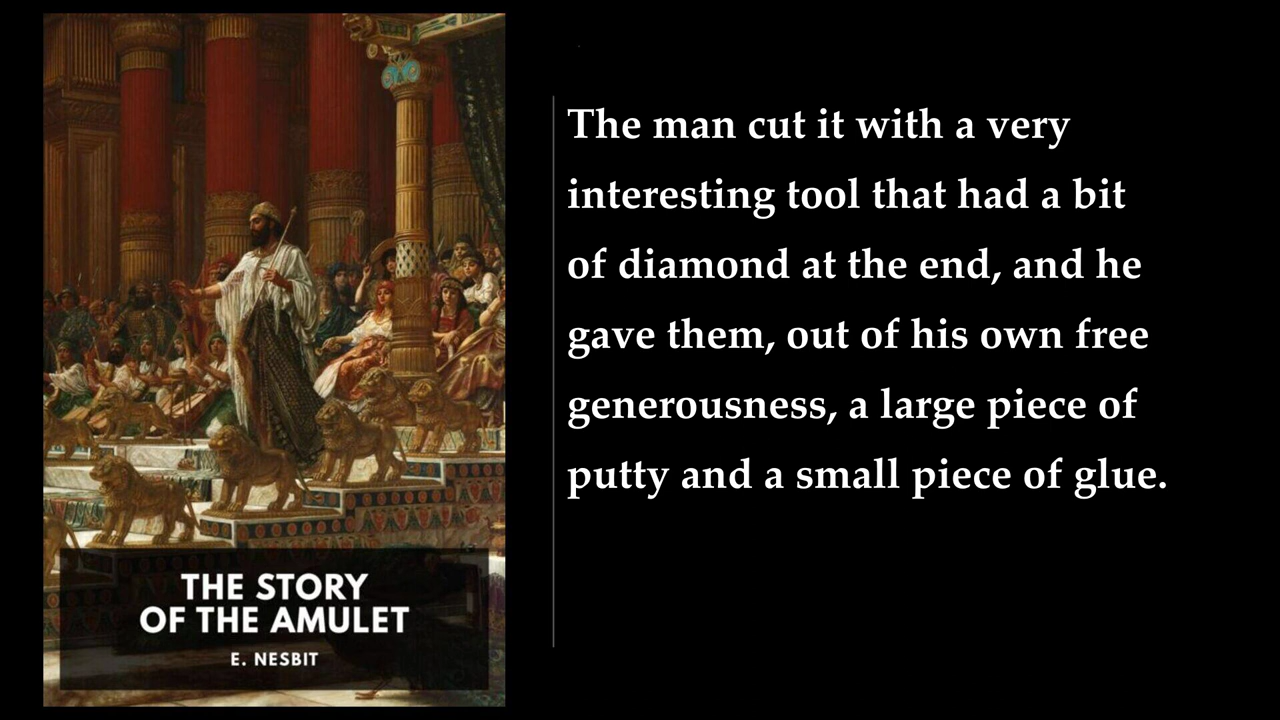 THE STORY
OF THE AMULET
E. NESBIT
The man cut it with a very
interesting tool that had a bit
of diamond at the end, and he
gave them, out of his own free
generousness, a large piece of
putty and a small piece of glue.